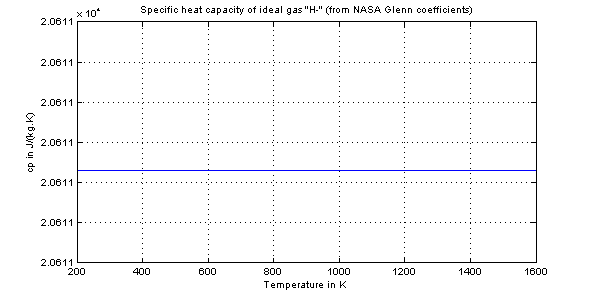 Specific heat capacity of ideal gas "H-" (from NASA Glenn coefficients)
× 10⁴
2.0611
2.0611
2.0611
2.0611
2.0611
2.0611
2.0611
cp in J/(kg.K)
200 400 600 800 1000 1200 1400 1600
Temperature in K